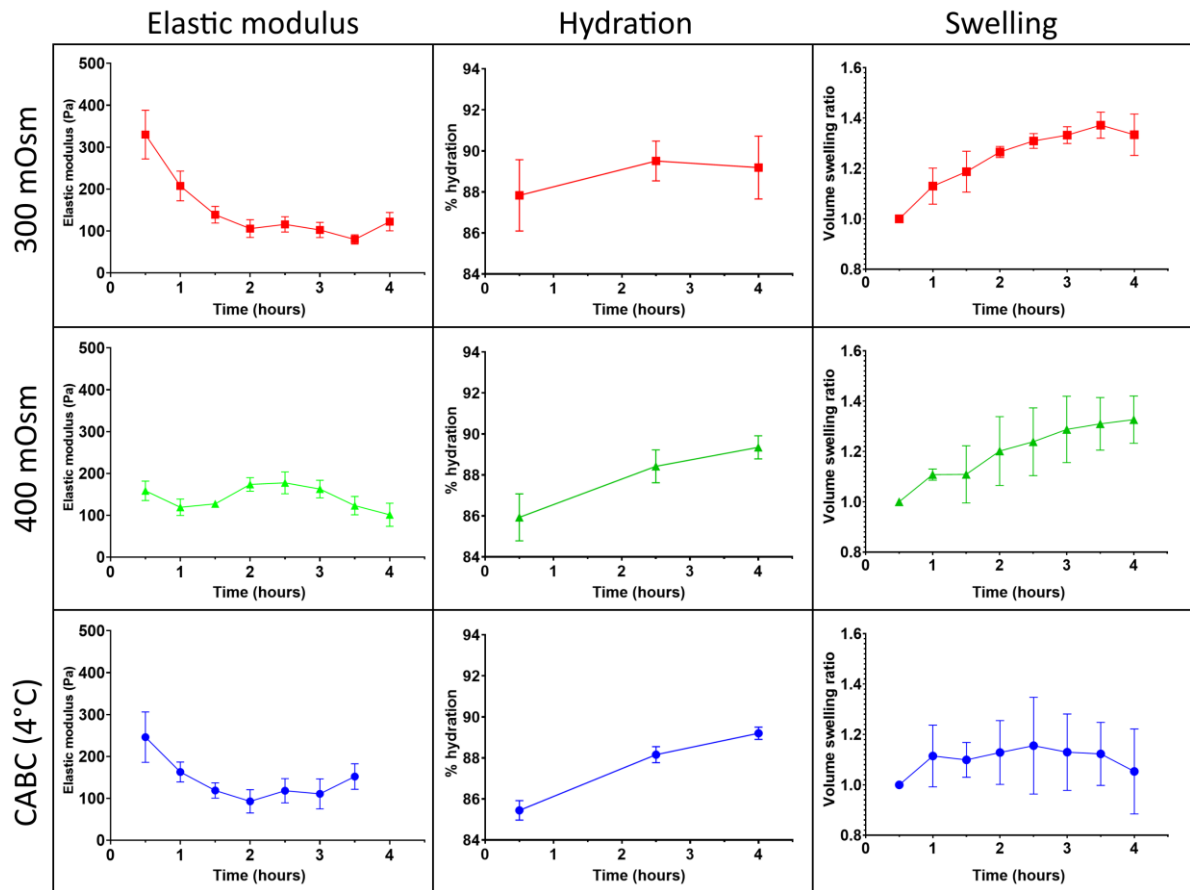 Elastic modulus
Hydration
Swelling
300 mOsm
Elastic modulus (Pa)
500
400
300
200
100
0
0 1 2 3 4
Time (hours)
% hydration
94
92
90
88
86
84
0 1 2 3 4
Time (hours)
Volume swelling ratio
1.6
1.4
1.2
1.0
0.8
0 1 2 3 4
Time (hours)
400 mOsm
Elastic modulus (Pa)
500
400
300
200
100
0
0 1 2 3 4
Time (hours)
% hydration
94
92
90
88
86
84
0 1 2 3 4
Time (hours)
Volume swelling ratio
1.6
1.4
1.2
1.0
0.8
0 1 2 3 4
Time (hours)
CABC (4°C)
Elastic modulus (Pa)
500
400
300
200
100
0
0 1 2 3 4
Time (hours)
% hydration
94
92
90
88
86
84
0 1 2 3 4
Time (hours)
Volume swelling ratio
1.6
1.4
1.2
1.0
0.8
0 1 2 3 4
Time (hours)